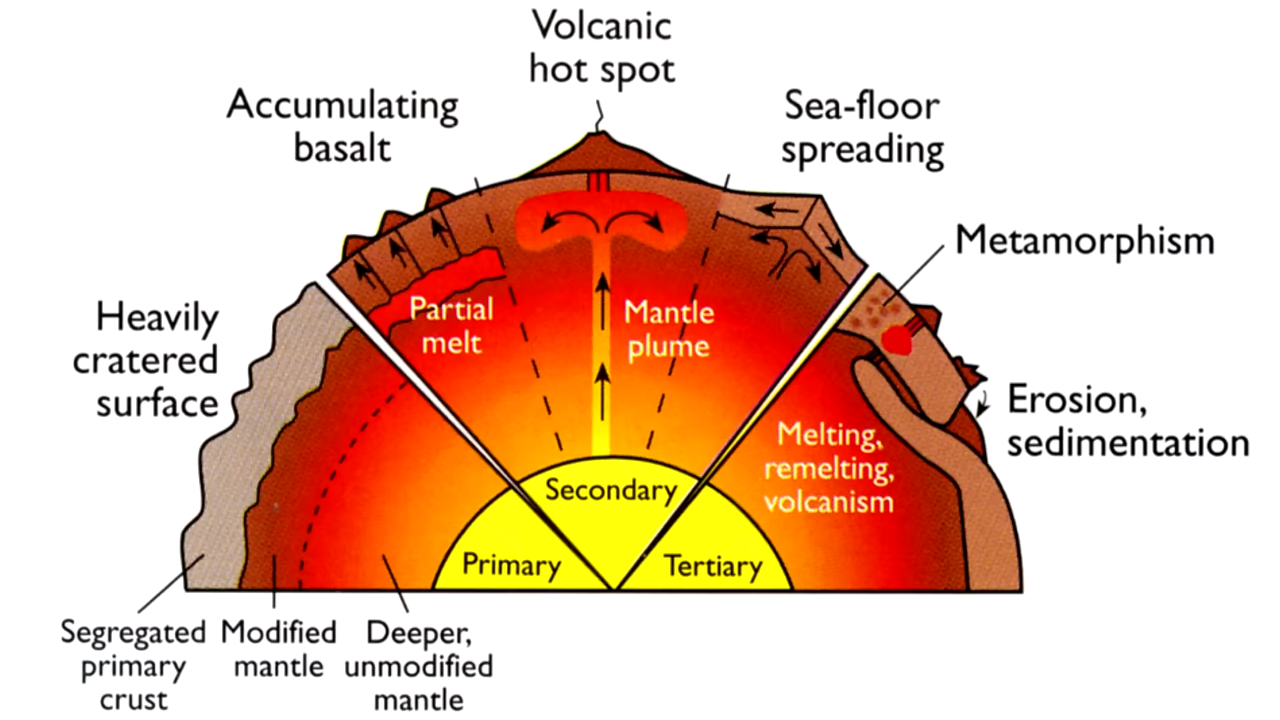 Volcanic
hot spot
Accumulating
basalt
Sea-floor
spreading
Metamorphism
Heavily
cratered
surface
Partial
melt
Mantle
plume
Erosion,
sedimentation
Melting,
remelting,
volcanism
Secondary
Primary
Tertiary
Segregated
primary
crust
Modified
mantle
Deeper,
unmodified
mantle